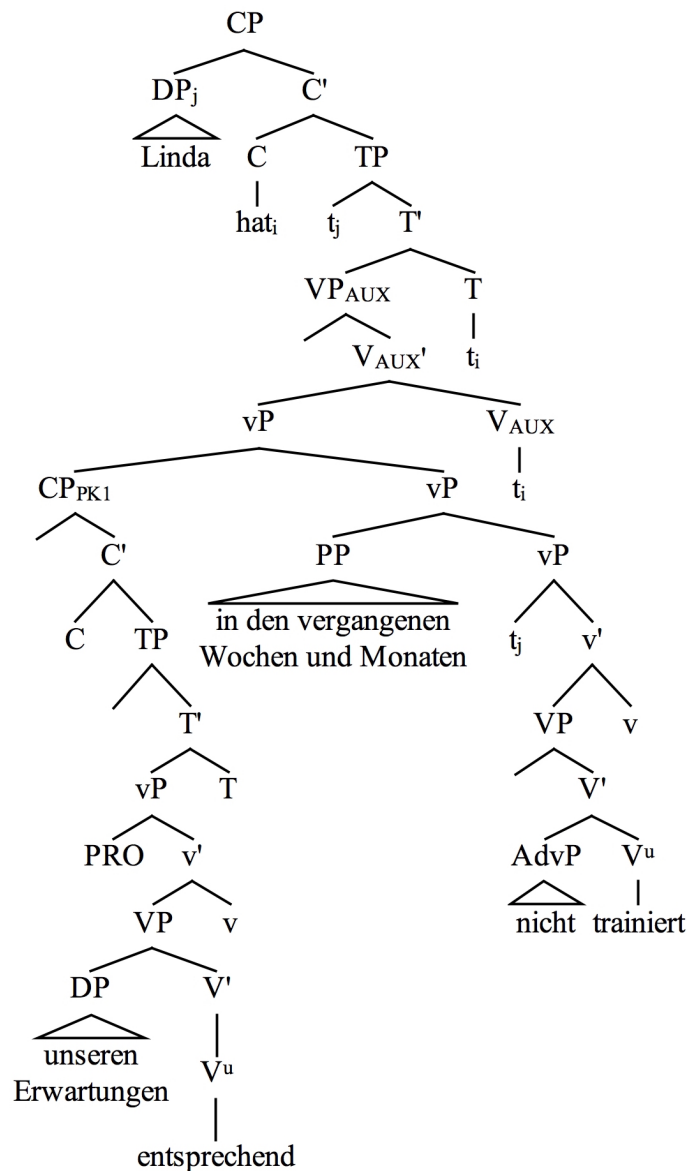 CP
DPj C'
Linda C TP
hati tj T'
VPAUX T
VAUX' ti
vP VAUX
CPPK1 vP ti
C' PP vP
C TP in den vergangenen tj v'
Wochen und Monaten
T' VP v
vP T V'
PRO v' AdvP Vu
VP v nicht trainiert
DP V'
unseren Vu
Erwartungen
entsprechend